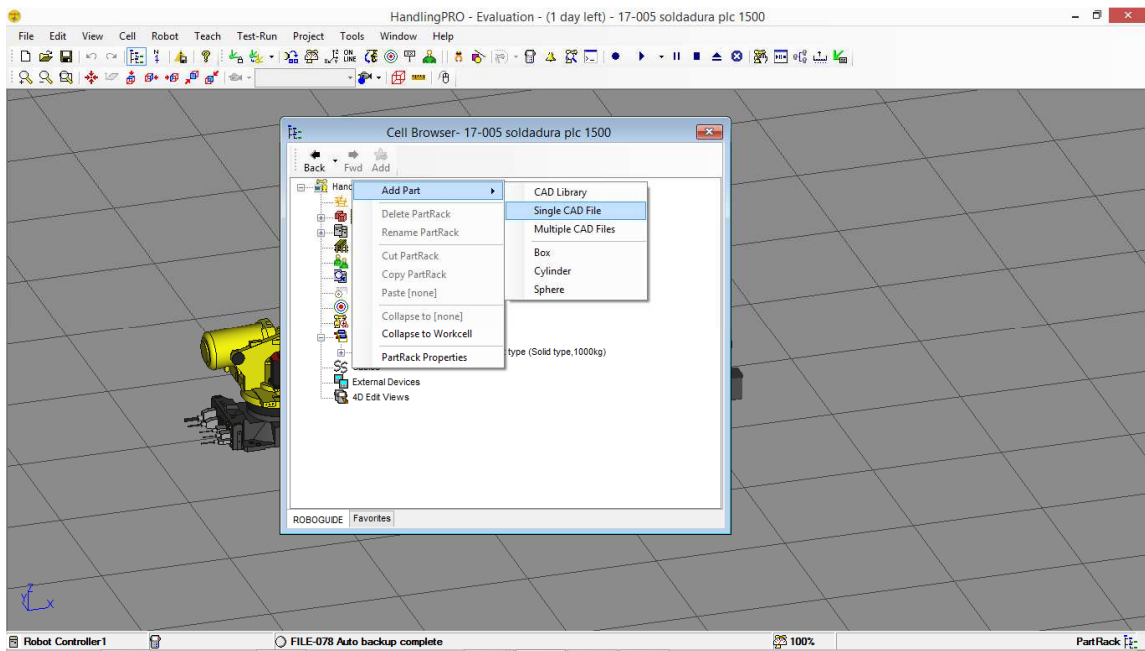 HandlingPRO - Evaluation - (1 day left) - 17-005 soldadura plc 1500
File Edit View Cell Robot Teach Test-Run Project Tools Window Help
ON LINE
Cell Browser- 17-005 soldadura plc 1500
Back Fwd Add
Hand
Add Part
CAD Library
Single CAD File
Delete PartRack
Rename PartRack
Multiple CAD Files
Box
Cut PartRack
Cylinder
Copy PartRack
Sphere
Paste [none]
Collapse to [none]
Collapse to Workcell
type (Solid type,1000kg)
PartRack Properties
External Devices
4D Edit Views
ROBOGUIDE Favorites
Z
Y X
Robot Controller1 FILE-078 Auto backup complete 100% PartRack